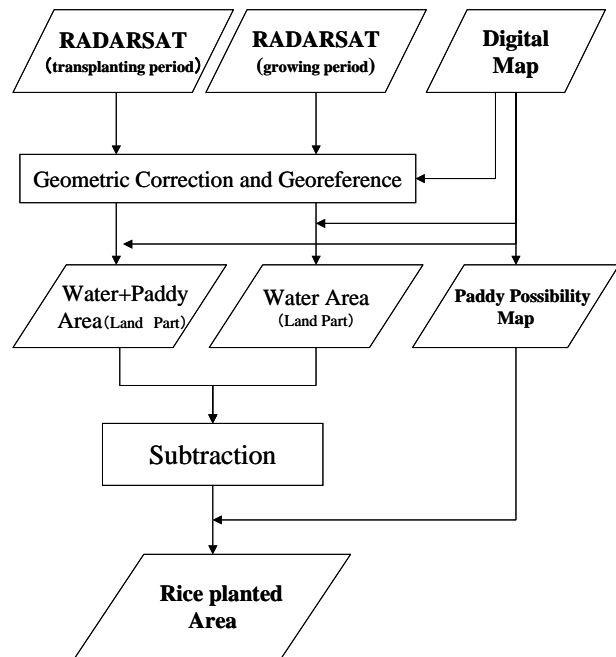 RADARSAT
(transplanting period)
RADARSAT
(growing period)
Digital
Map
Geometric Correction and Georeference
Water+Paddy
Area(Land Part)
Water Area
(Land Part)
Paddy Possibility
Map
Subtraction
Rice planted
Area